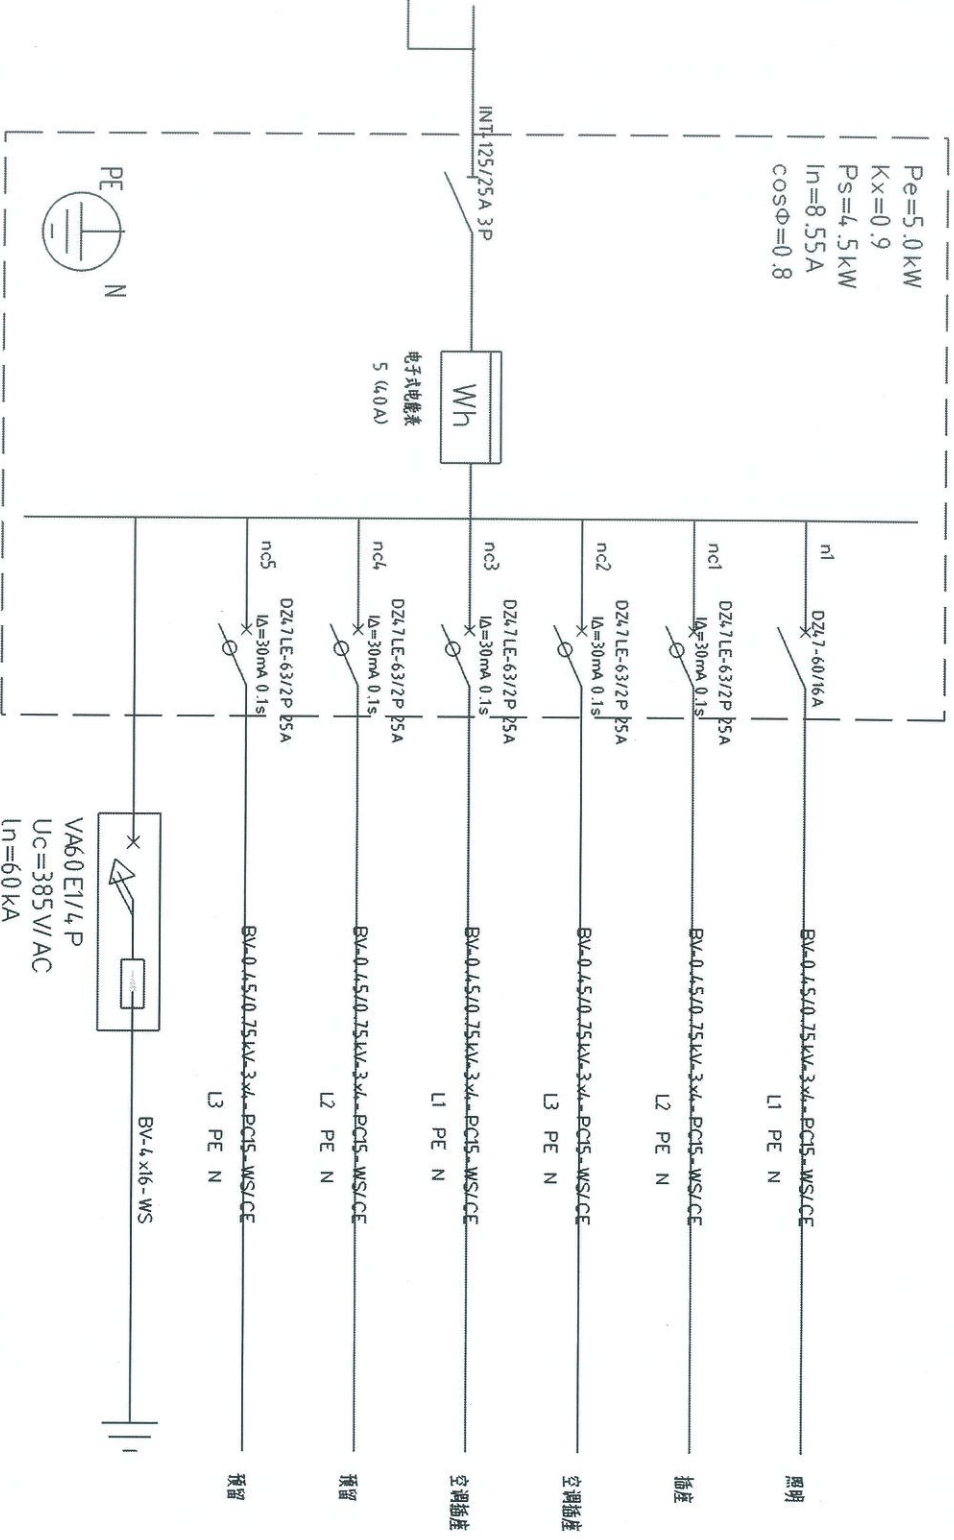 Pe=5.0kW
Kx=0.9
Ps=4.5kW
In=8.55A
cosΦ=0.8
INT-125/25A 3P
Wh
电子式电能表
5 (40A)
PE
N
n1
DZ47-60/16A
BV-0.45/0.75kV-3x4-PC15-WS/CE
L1 PE N
照明
nc1
DZ47LE-63/2P 25A
IΔ=30mA 0.1s
BV-0.45/0.75kV-3x4-PC15-WS/CE
L2 PE N
插座
nc2
DZ47LE-63/2P 25A
IΔ=30mA 0.1s
BV-0.45/0.75kV-3x4-PC15-WS/CE
L3 PE N
空调插座
nc3
DZ47LE-63/2P 25A
IΔ=30mA 0.1s
BV-0.45/0.75kV-3x4-PC15-WS/CE
L1 PE N
空调插座
nc4
DZ47LE-63/2P 25A
IΔ=30mA 0.1s
BV-0.45/0.75kV-3x4-PC15-WS/CE
L2 PE N
预留
nc5
DZ47LE-63/2P 25A
IΔ=30mA 0.1s
BV-0.45/0.75kV-3x4-PC15-WS/CE
L3 PE N
预留
BV-4x16-WS
VA60E1/4P
Uc=385V/AC
In=60kA